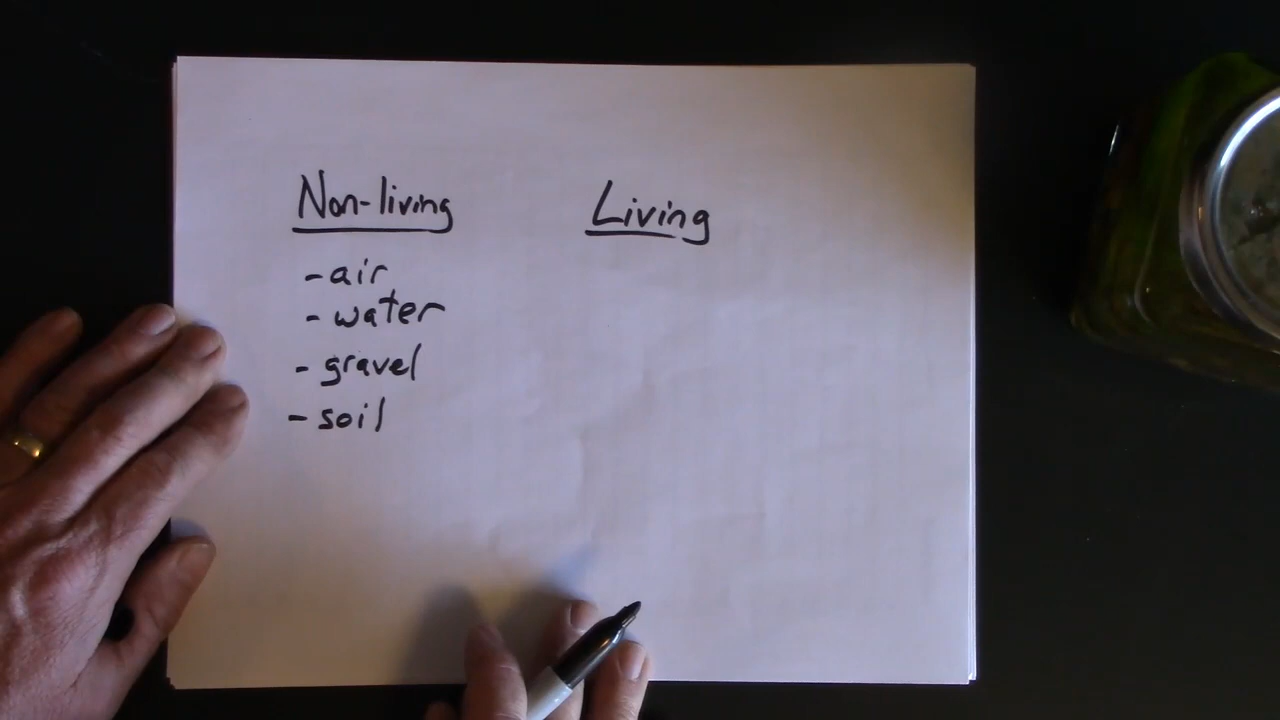 Non-living
Living
- air
- water
- gravel
- soil